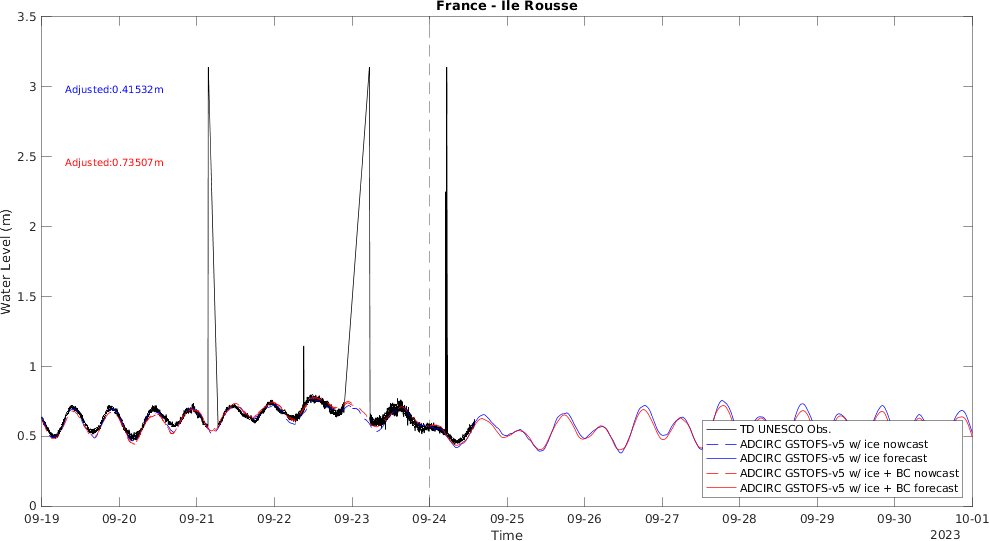 France - Ile Rousse
3.5
3
2.5
2
1.5
1
0.5
0
Water Level (m)
Adjusted:0.41532m
Adjusted:0.73507m
TD UNESCO Obs.
ADCIRC GSTOFS-v5 w/ ice nowcast
ADCIRC GSTOFS-v5 w/ ice forecast
ADCIRC GSTOFS-v5 w/ ice + BC nowcast
ADCIRC GSTOFS-v5 w/ ice + BC forecast
09-19 09-20 09-21 09-22 09-23 09-24 09-25 09-26 09-27 09-28 09-29 09-30 10-01
Time
2023